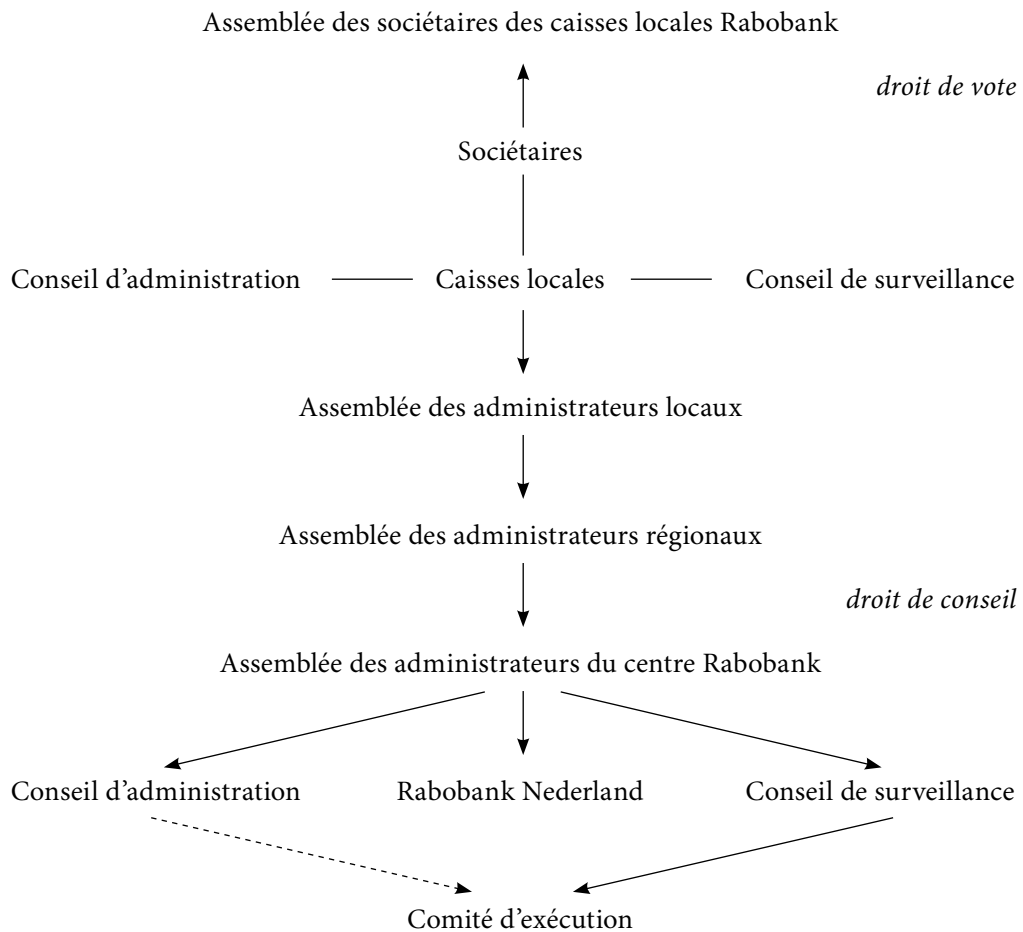 Assemblée des sociétaires des caisses locales Rabobank
droit de vote
Sociétaires
Conseil d’administration
Caisses locales
Conseil de surveillance
Assemblée des administrateurs locaux
Assemblée des administrateurs régionaux
droit de conseil
Assemblée des administrateurs du centre Rabobank
Conseil d’administration
Rabobank Nederland
Conseil de surveillance
Comité d’exécution